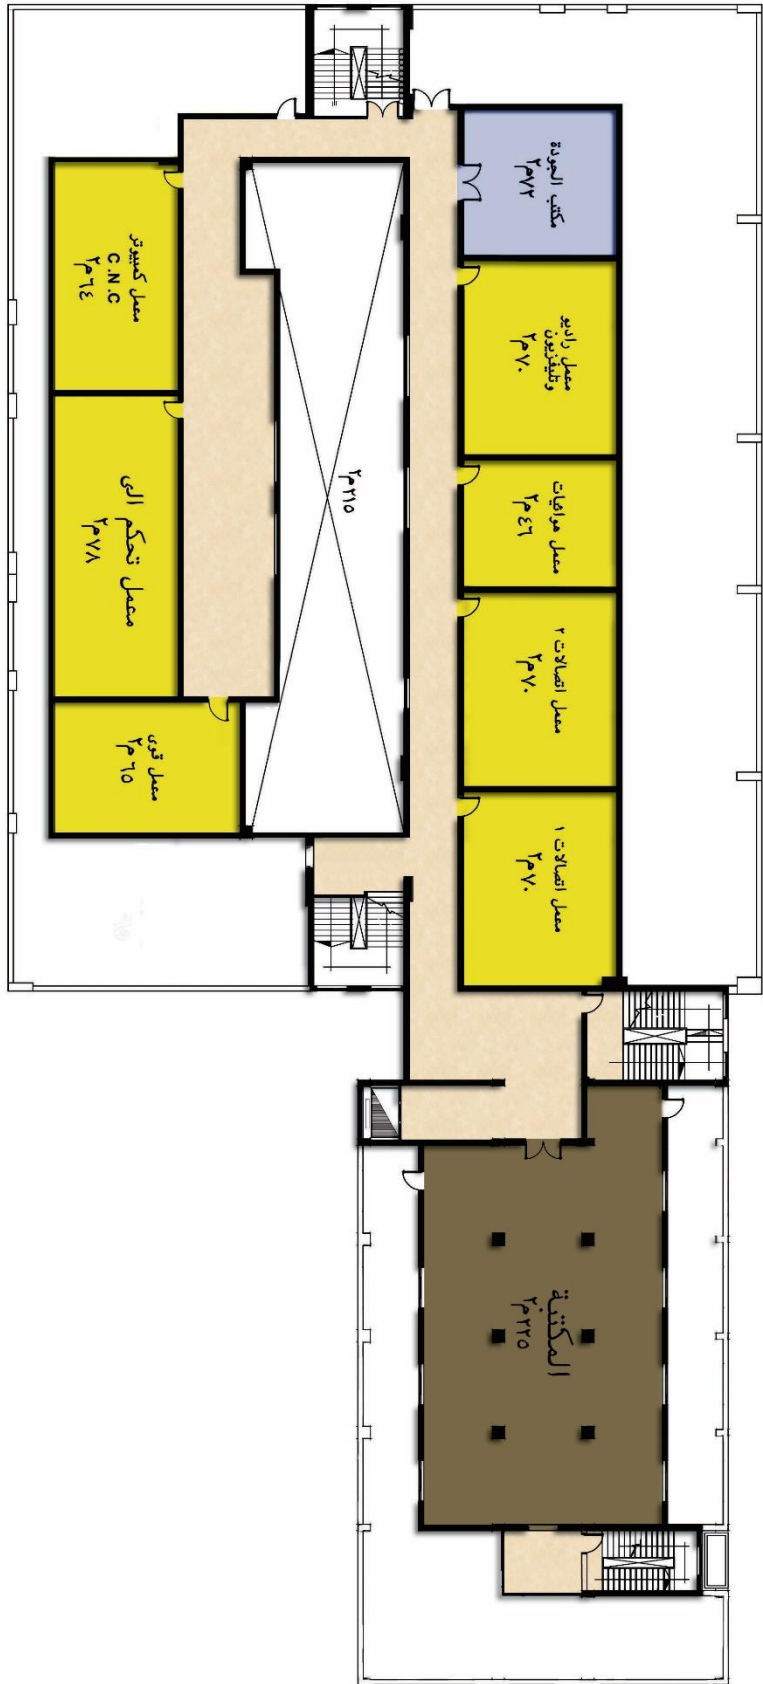 مكتب الجودة
٧٢م٢
معمل راديو
وتليفزيون
٧٠م٢
معمل هوائيات
٤٦م٢
معمل اتصالات ٢
٧٠م٢
معمل اتصالات ١
٧٠م٢
٢١٥م٢
معمل كمبيوتر
C.N.C
٦٤م٢
معمل تحكم الى
٧٨م٢
معمل قوى
٦٥م٢
المكتبة
٢٢٥م٢